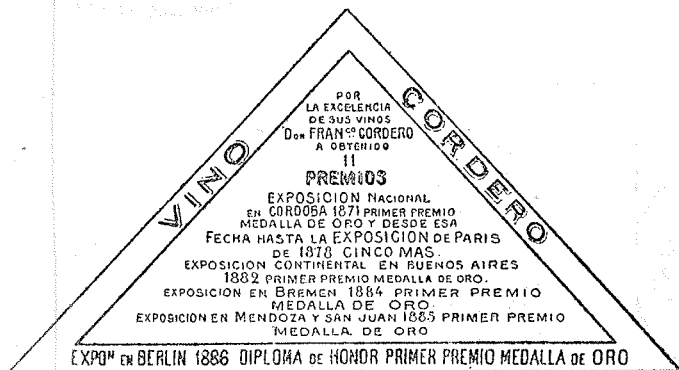 VINO
CORDERO
POR
LA EXCELENCIA
DE SUS VINOS
DON FRANCO CORDERO
A OBTENIDO
11
PREMIOS
EXPOSICION NACIONAL
EN CORDOBA 1871 PRIMER PREMIO
MEDALLA DE ORO Y DESDE ESA
FECHA HASTA LA EXPOSICION DE PARIS
DE 1878 CINCO MAS.
EXPOSICION CONTINENTAL EN BUENOS AIRES
1882 PRIMER PREMIO MEDALLA DE ORO.
EXPOSICION EN BREMEN 1884 PRIMER PREMIO
MEDALLA DE ORO.
EXPOSICION EN MENDOZA Y SAN JUAN 1885 PRIMER PREMIO
MEDALLA DE ORO
EXPON EN BERLIN 1886 DIPLOMA DE HONOR PRIMER PREMIO MEDALLA DE ORO